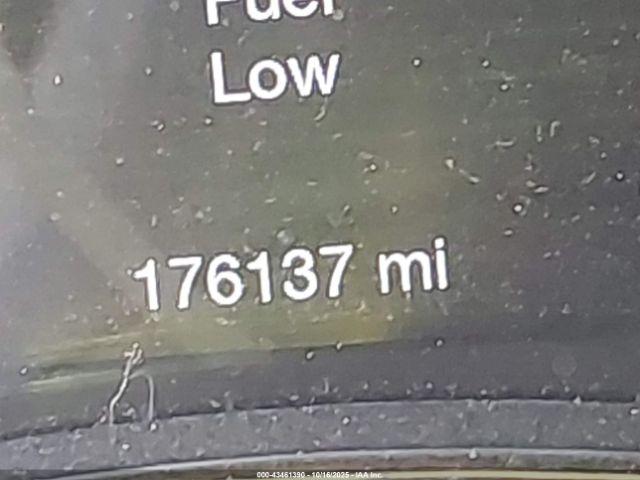 Fuel
Low
176137 mi
000-43461390 - 10/16/2025 - IAA Inc.